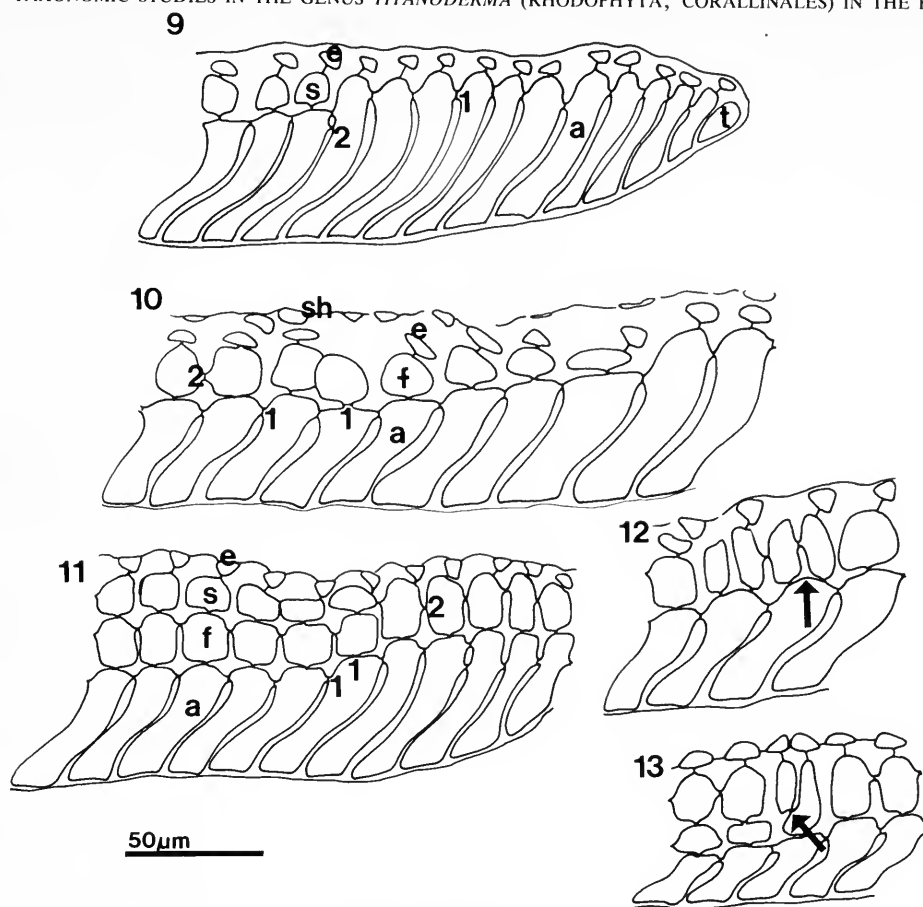 TAXONOMIC STUDIES IN THE GENUS TITANODERMA (RHODOPHYTA, CORALLINALES) IN THE
9
e
s
1
2
a
t
10
sh
e
2
f
1
1
a
11
e
s
2
f
1
1
a
12
13
50µm